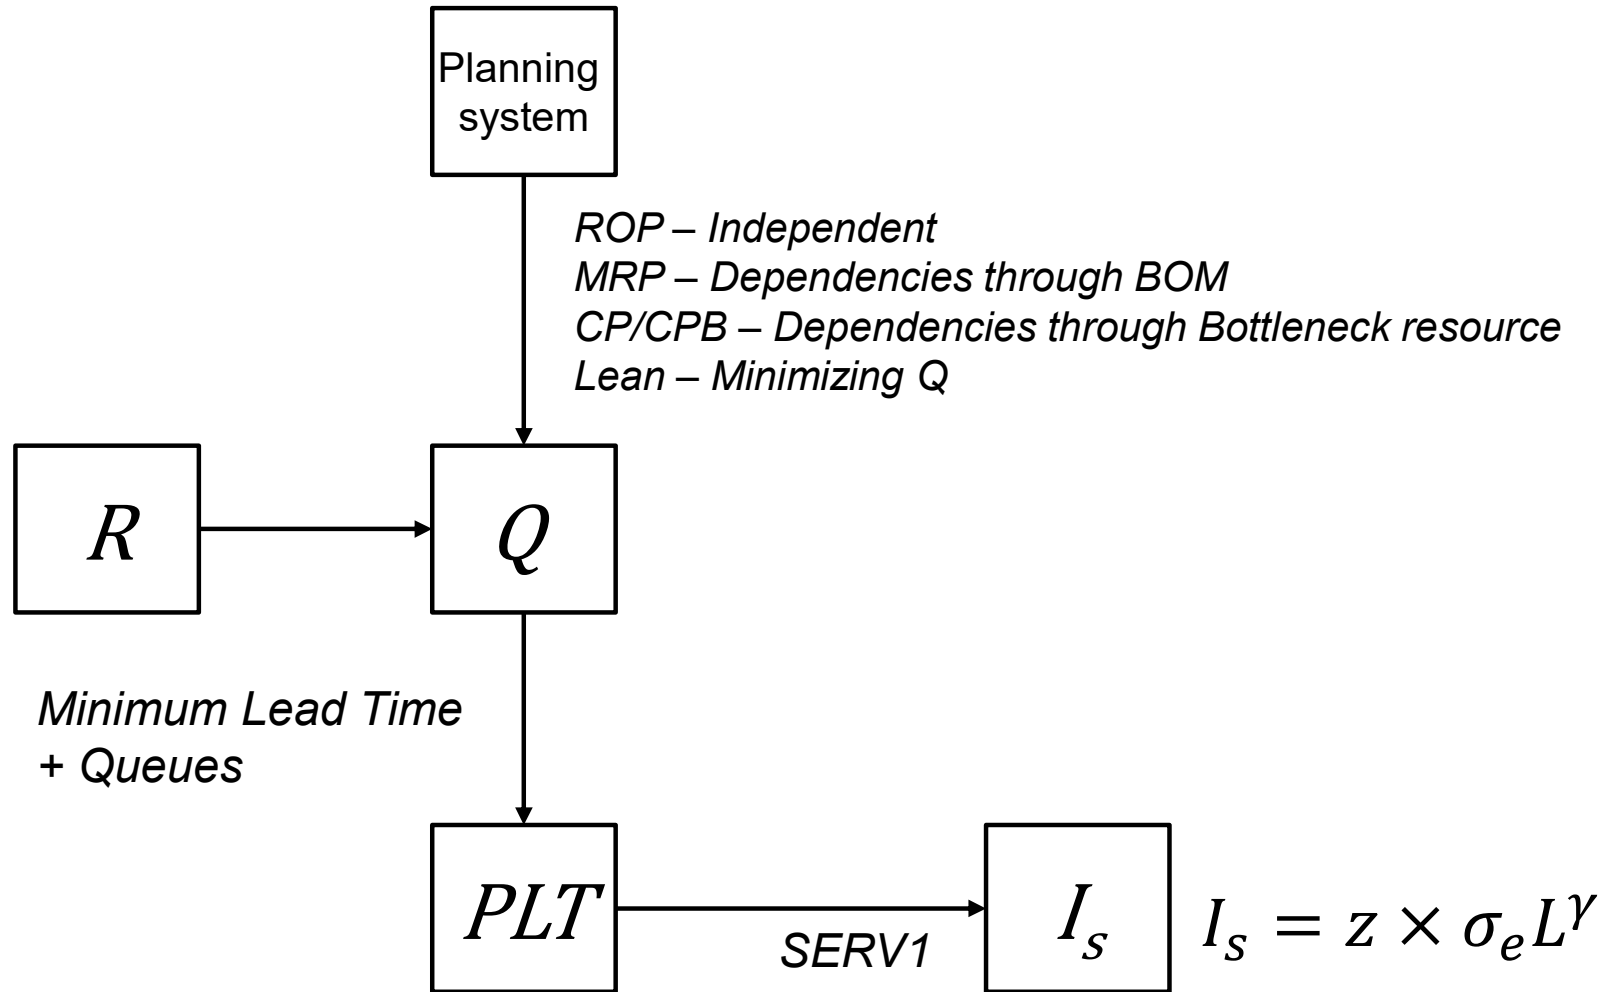 Planning
system
ROP – Independent
MRP – Dependencies through BOM
CP/CPB – Dependencies through Bottleneck resource
Lean – Minimizing Q
R
Q
Minimum Lead Time
+ Queues
PLT
SERV1
I_s
I_s = z × σ_e L^γ